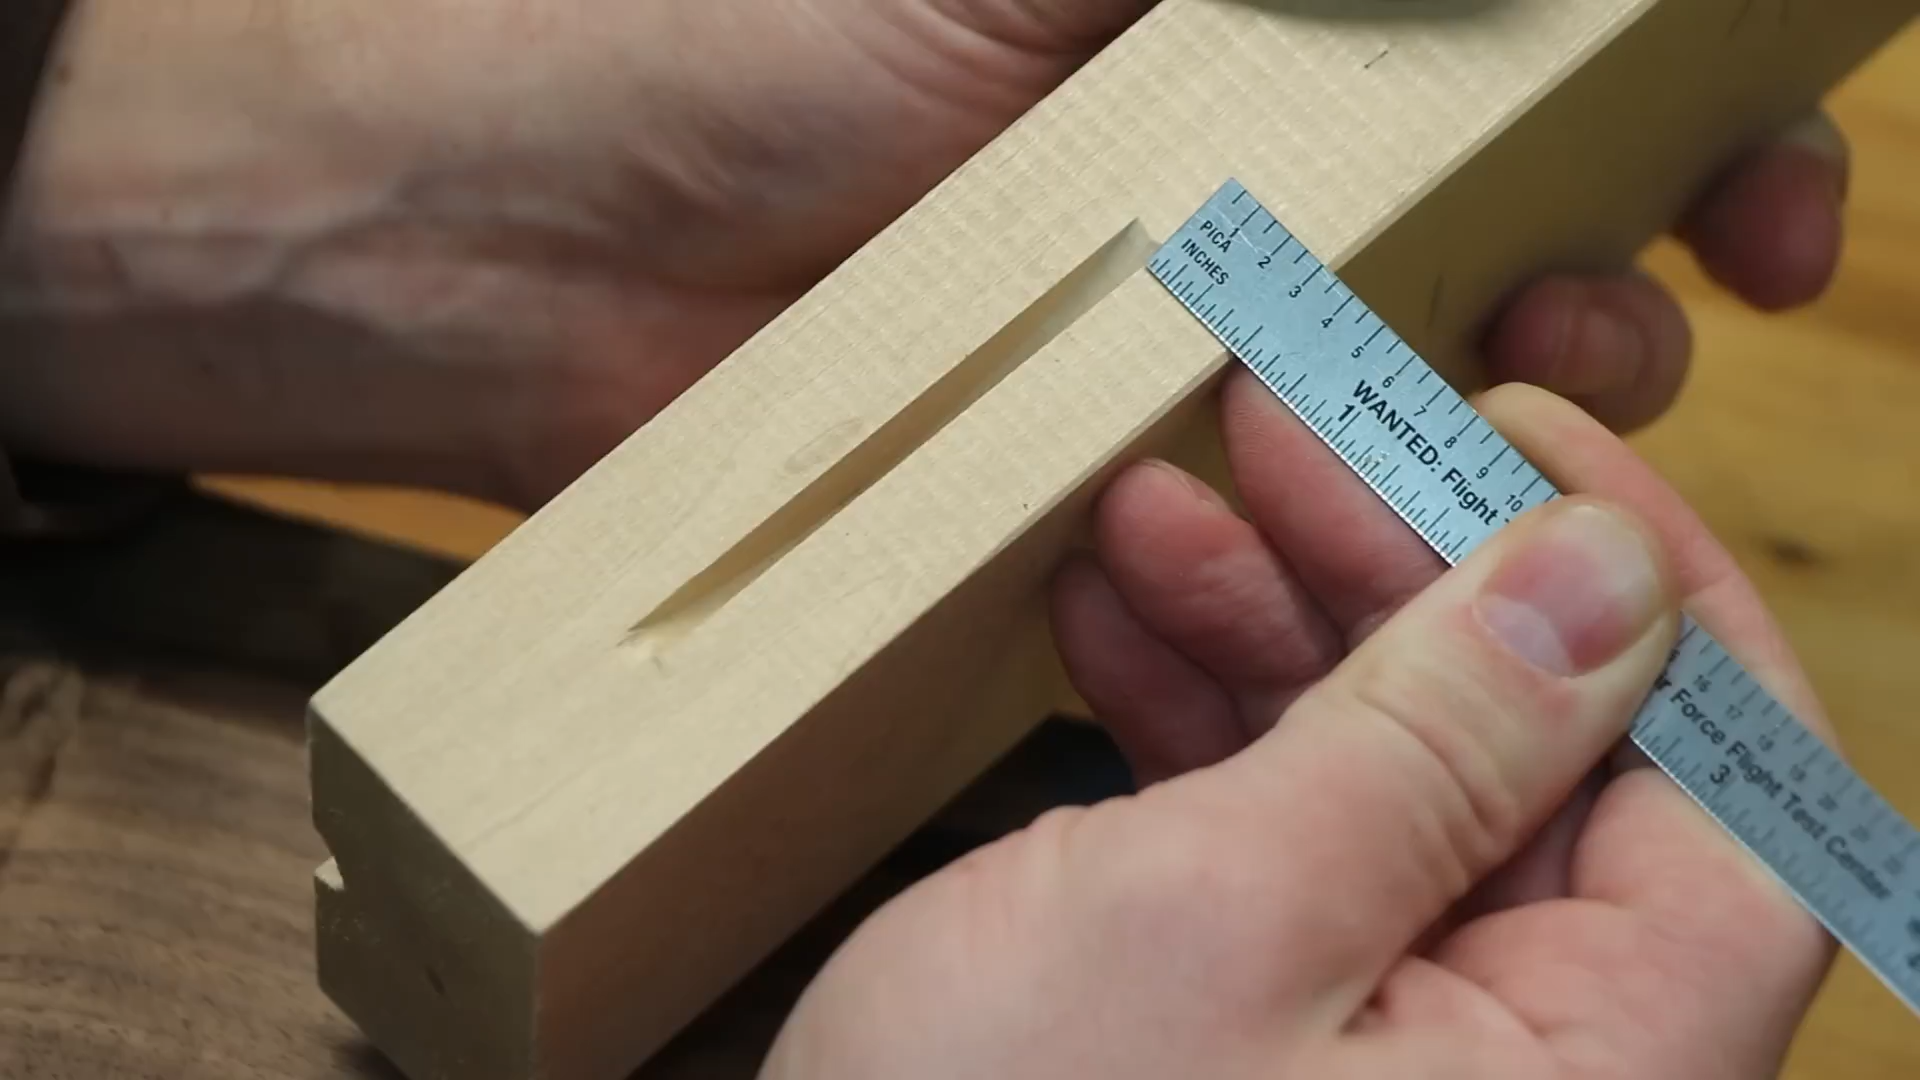 PICA 1 2 3 4 5 6 7 8 9 10 16 17 18 19 20
INCHES 1 3
WANTED: Flight
Force Flight Test Center